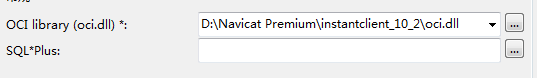 OCI library (oci.dll) *: D:\Navicat Premium\instantclient_10_2\oci.dll ...
SQL*Plus: ...